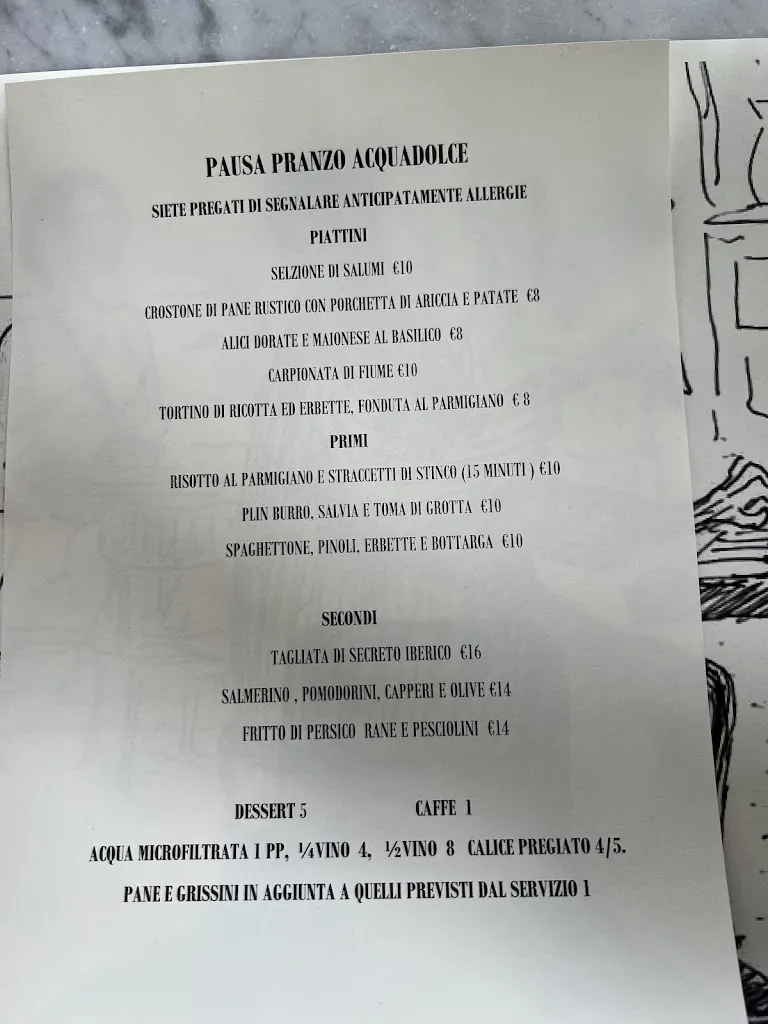 PAUSA PRANZO ACQUADOLCE
SIETE PREGATI DI SEGNALARE ANTICIPATAMENTE ALLERGIE
PIATTINI
SELZIONE DI SALUMI €10
CROSTONE DI PANE RUSTICO CON PORCHETTA DI ARICCIA E PATATE €8
ALICI DORATE E MAIONESE AL BASILICO €8
CARPIONATA DI FIUME €10
TORTINO DI RICOTTA ED ERBETTE, FONDUTA AL PARMIGIANO € 8
PRIMI
RISOTTO AL PARMIGIANO E STRACCETTI DI STINCO (15 MINUTI ) €10
PLIN BURRO, SALVIA E TOMA DI GROTTA €10
SPAGHETTONE, PINOLI, ERBETTE E BOTTARGA €10
SECONDI
TAGLIATA DI SECRETO IBERICO €16
SALMERINO , POMODORINI, CAPPERI E OLIVE €14
FRITTO DI PERSICO RANE E PESCIOLINI €14
DESSERT 5 CAFFE 1
ACQUA MICROFILTRATA 1 PP, ¼VINO 4, ½VINO 8 CALICE PREGIATO 4/5.
PANE E GRISSINI IN AGGIUNTA A QUELLI PREVISTI DAL SERVIZIO 1